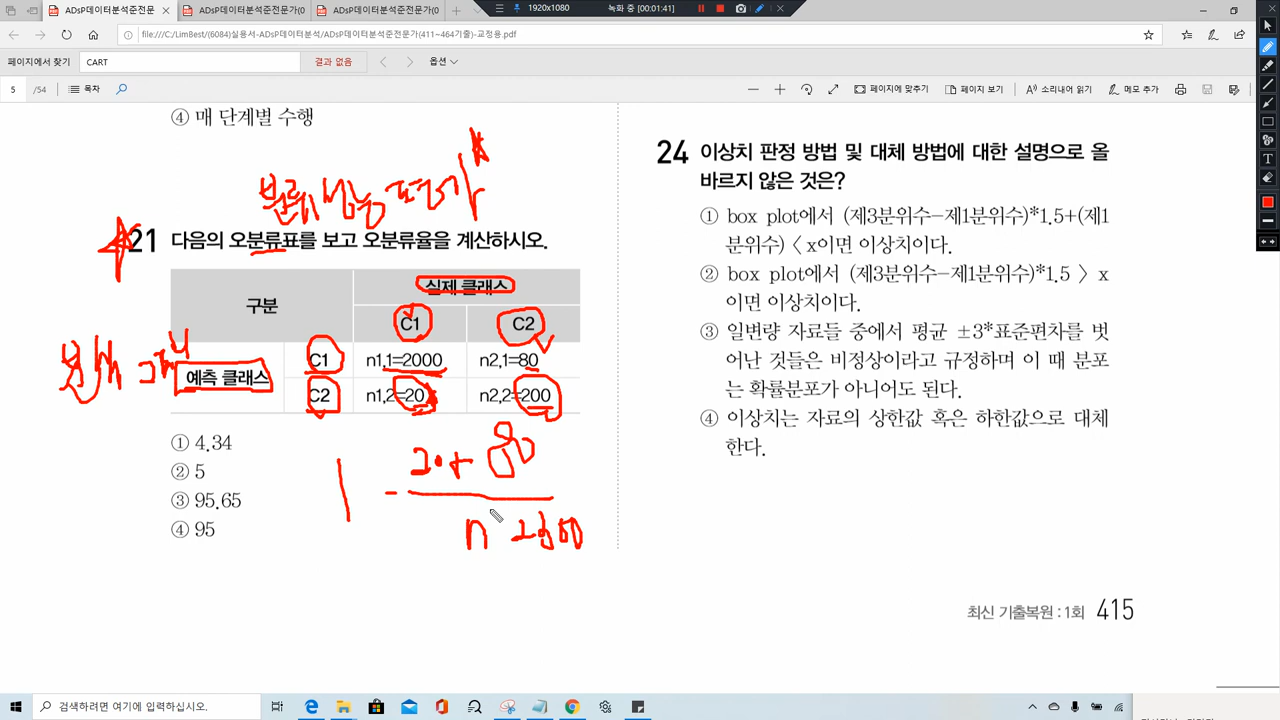 ADsP데이터분석준전문
ADsP데이터분석준전문가(0
ADsP데이터분석준전문가(0
1920x1080
녹화 중 [00:01:41]
file:///C:/LimBest/(6084)실용서-ADsP데이터분석/ADsP데이터분석준전문가(411~464기출)-교정용.pdf
페이지에서 찾기
CART
결과 없음
옵션
5
/54
목차
페이지에 맞추기
페이지 보기
소리내어 읽기
메모 추가
④ 매 단계별 수행
분류 성능 평가
21 다음의 오분류표를 보고 오분류율을 계산하시오.
구분
실제 클래스
C1
C2
예측 클래스
C1
n1,1=2000
n2,1=80
C2
n1,2=20
n2,2=200
① 4.34
② 5
③ 95.65
④ 95
20+80
n
24 이상치 판정 방법 및 대체 방법에 대한 설명으로 올
바르지 않은 것은?
① box plot에서 (제3분위수-제1분위수)*1.5+(제1
분위수) < x이면 이상치이다.
② box plot에서 (제3분위수-제1분위수)*1.5 > x
이면 이상치이다.
③ 일변량 자료들 중에서 평균 ±3*표준편차를 벗
어난 것들은 비정상이라고 규정하며 이 때 분포
는 확률분포가 아니어도 된다.
④ 이상치는 자료의 상한값 혹은 하한값으로 대체
한다.
최신 기출복원 : 1회 415
검색하려면 여기에 입력하십시오.